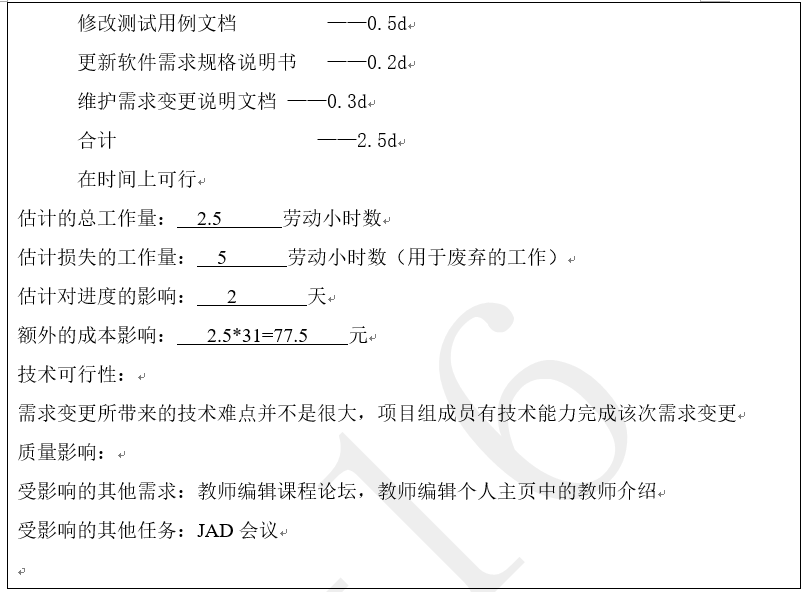 修改测试用例文档 ——0.5d
更新软件需求规格说明书 ——0.2d
维护需求变更说明文档 ——0.3d
合计 ——2.5d
在时间上可行
估计的总工作量： 2.5 劳动小时数
估计损失的工作量： 5 劳动小时数（用于废弃的工作）
估计对进度的影响： 2 天
额外的成本影响： 2.5*31=77.5 元
技术可行性：
需求变更所带来的技术难点并不是很大，项目组成员有技术能力完成该次需求变更
质量影响：
受影响的其他需求：教师编辑课程论坛，教师编辑个人主页中的教师介绍
受影响的其他任务：JAD 会议